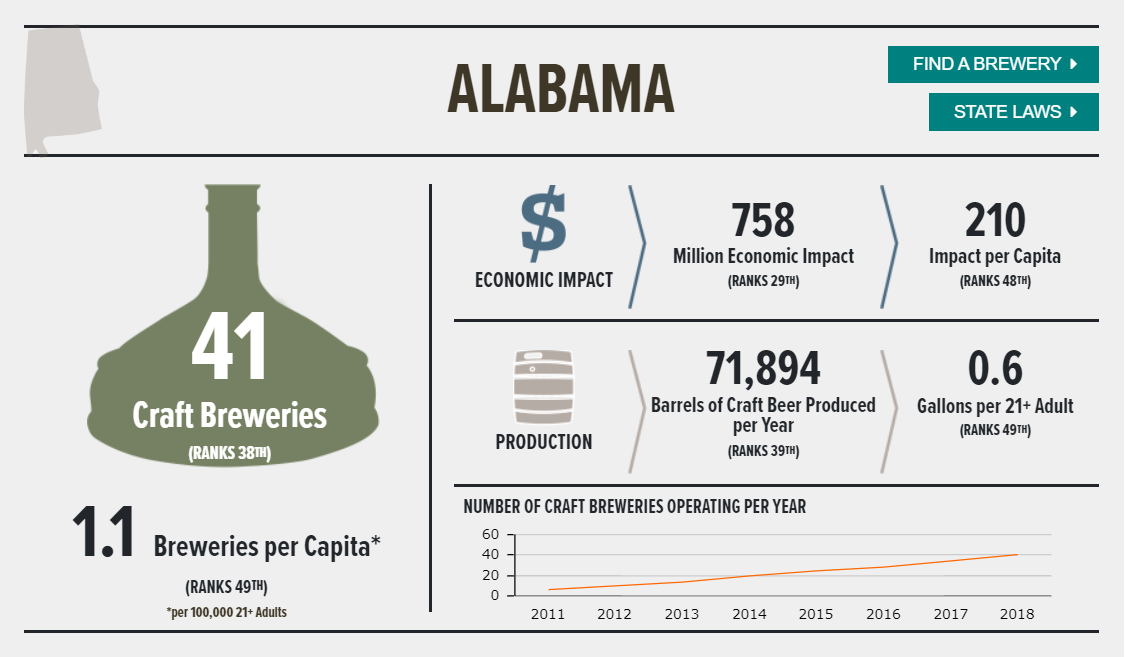 ALABAMA
FIND A BREWERY
STATE LAWS
41
Craft Breweries
(RANKS 38TH)
1.1 Breweries per Capita*
(RANKS 49TH)
*per 100,000 21+ Adults
$
ECONOMIC IMPACT
758
Million Economic Impact
(RANKS 29TH)
210
Impact per Capita
(RANKS 48TH)
PRODUCTION
71,894
Barrels of Craft Beer Produced
per Year
(RANKS 39TH)
0.6
Gallons per 21+ Adult
(RANKS 49TH)
NUMBER OF CRAFT BREWERIES OPERATING PER YEAR
60
40
20
0
2011 2012 2013 2014 2015 2016 2017 2018